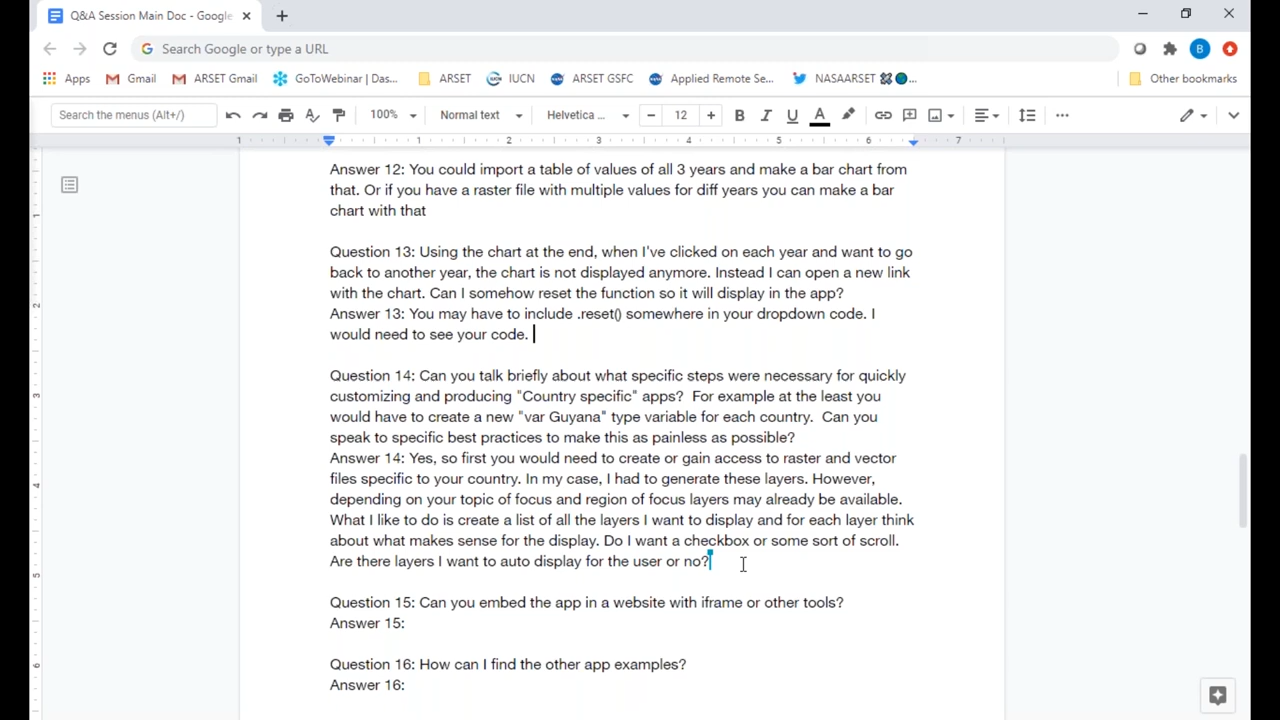 Q&A Session Main Doc - Google
Search Google or type a URL
B
Apps
Gmail
ARSET Gmail
GoToWebinar | Das...
ARSET
IUCN
ARSET GSFC
Applied Remote Se...
NASAARSET ...
Other bookmarks
Search the menus (Alt+/)
100%
Normal text
Helvetica ...
12
B
I
U
A
1 1 2 3 4 5 6 7
Answer 12: You could import a table of values of all 3 years and make a bar chart from
that. Or if you have a raster file with multiple values for diff years you can make a bar
chart with that
Question 13: Using the chart at the end, when I've clicked on each year and want to go
back to another year, the chart is not displayed anymore. Instead I can open a new link
with the chart. Can I somehow reset the function so it will display in the app?
Answer 13: You may have to include .reset() somewhere in your dropdown code. I
would need to see your code.
Question 14: Can you talk briefly about what specific steps were necessary for quickly
customizing and producing "Country specific" apps?  For example at the least you
would have to create a new "var Guyana" type variable for each country.  Can you
speak to specific best practices to make this as painless as possible?
Answer 14: Yes, so first you would need to create or gain access to raster and vector
files specific to your country. In my case, I had to generate these layers. However,
depending on your topic of focus and region of focus layers may already be available.
What I like to do is create a list of all the layers I want to display and for each layer think
about what makes sense for the display. Do I want a checkbox or some sort of scroll.
Are there layers I want to auto display for the user or no?
Question 15: Can you embed the app in a website with iframe or other tools?
Answer 15:
Question 16: How can I find the other app examples?
Answer 16:
1
2
3
4
5
6